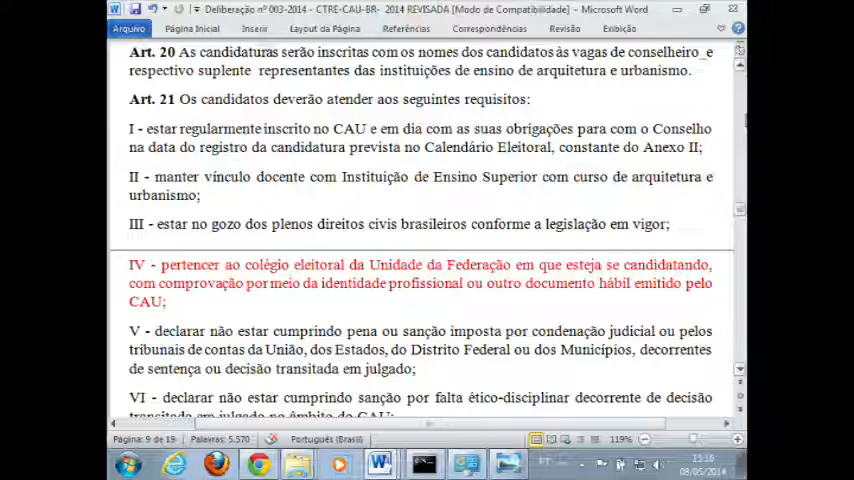 Deliberação nº 003-2014 - CTRE-CAU-BR- 2014 REVISADA [Modo de Compatibilidade] - Microsoft Word
Arquivo Página Inicial Inserir Layout da Página Referências Correspondências Revisão Exibição
Art. 20 As candidaturas serão inscritas com os nomes dos candidatos às vagas de conselheiro e
respectivo suplente representantes das instituições de ensino de arquitetura e urbanismo.
Art. 21 Os candidatos deverão atender aos seguintes requisitos:
I - estar regularmente inscrito no CAU e em dia com as suas obrigações para com o Conselho
na data do registro da candidatura prevista no Calendário Eleitoral, constante do Anexo II;
II - manter vínculo docente com Instituição de Ensino Superior com curso de arquitetura e
urbanismo;
III - estar no gozo dos plenos direitos civis brasileiros conforme a legislação em vigor;
IV - pertencer ao colégio eleitoral da Unidade da Federação em que esteja se candidatando,
com comprovação por meio da identidade profissional ou outro documento hábil emitido pelo
CAU;
V - declarar não estar cumprindo pena ou sanção imposta por condenação judicial ou pelos
tribunais de contas da União, dos Estados, do Distrito Federal ou dos Municípios, decorrentes
de sentença ou decisão transitada em julgado;
VI - declarar não estar cumprindo sanção por falta ético-disciplinar decorrente de decisão
transitada em julgado no âmbito do CAU;
Página: 9 de 19 Palavras: 5.570 Português (Brasil) 119%
PT
15:16
08/05/2014